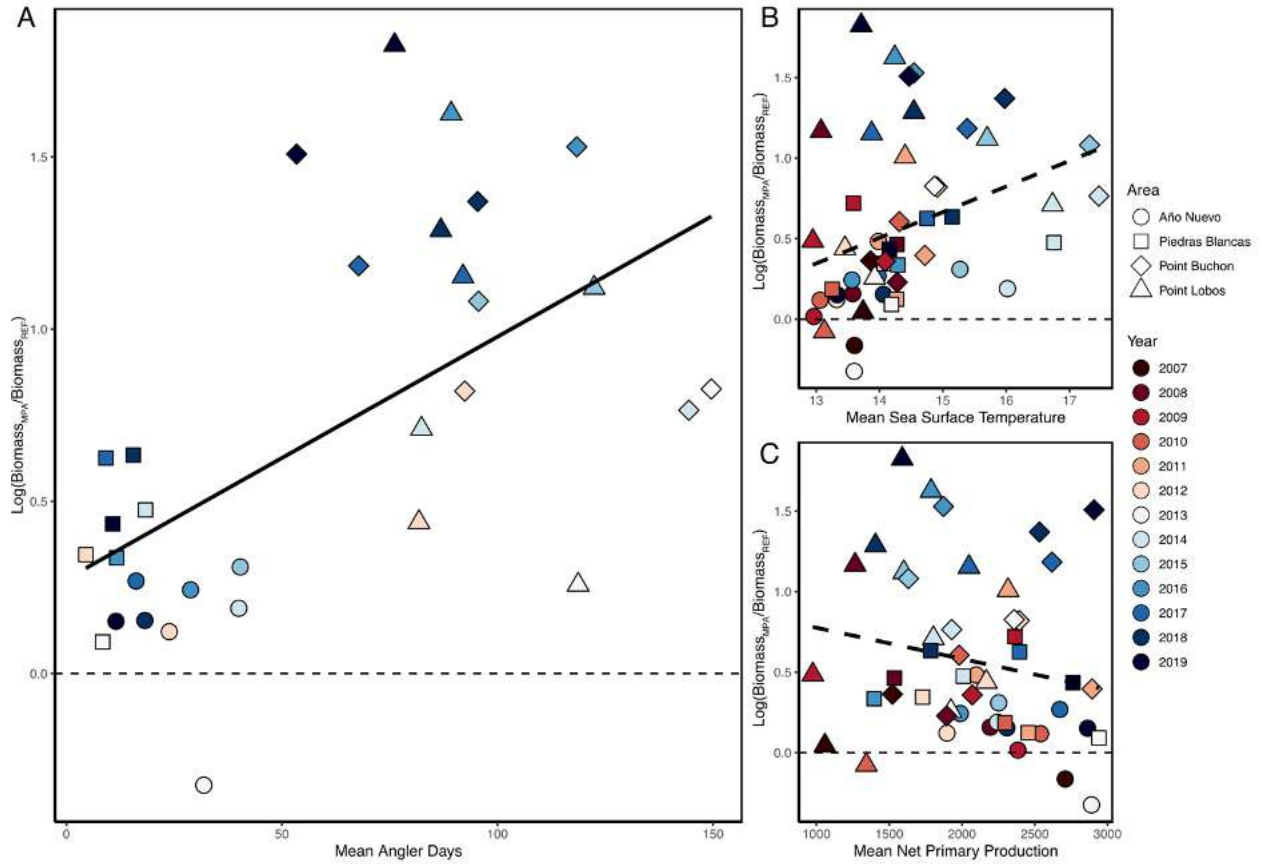 A
Log(Biomass_MPA/Biomass_REF)
1.5
1.0
0.5
0.0
0
50
100
150
Mean Angler Days
B
Log(Biomass_MPA/Biomass_REF)
1.5
1.0
0.5
0.0
13
14
15
16
17
Mean Sea Surface Temperature
C
Log(Biomass_MPA/Biomass_REF)
1.5
1.0
0.5
0.0
1000
1500
2000
2500
3000
Mean Net Primary Production
Area
Año Nuevo
Piedras Blancas
Point Buchon
Point Lobos
Year
2007
2008
2009
2010
2011
2012
2013
2014
2015
2016
2017
2018
2019